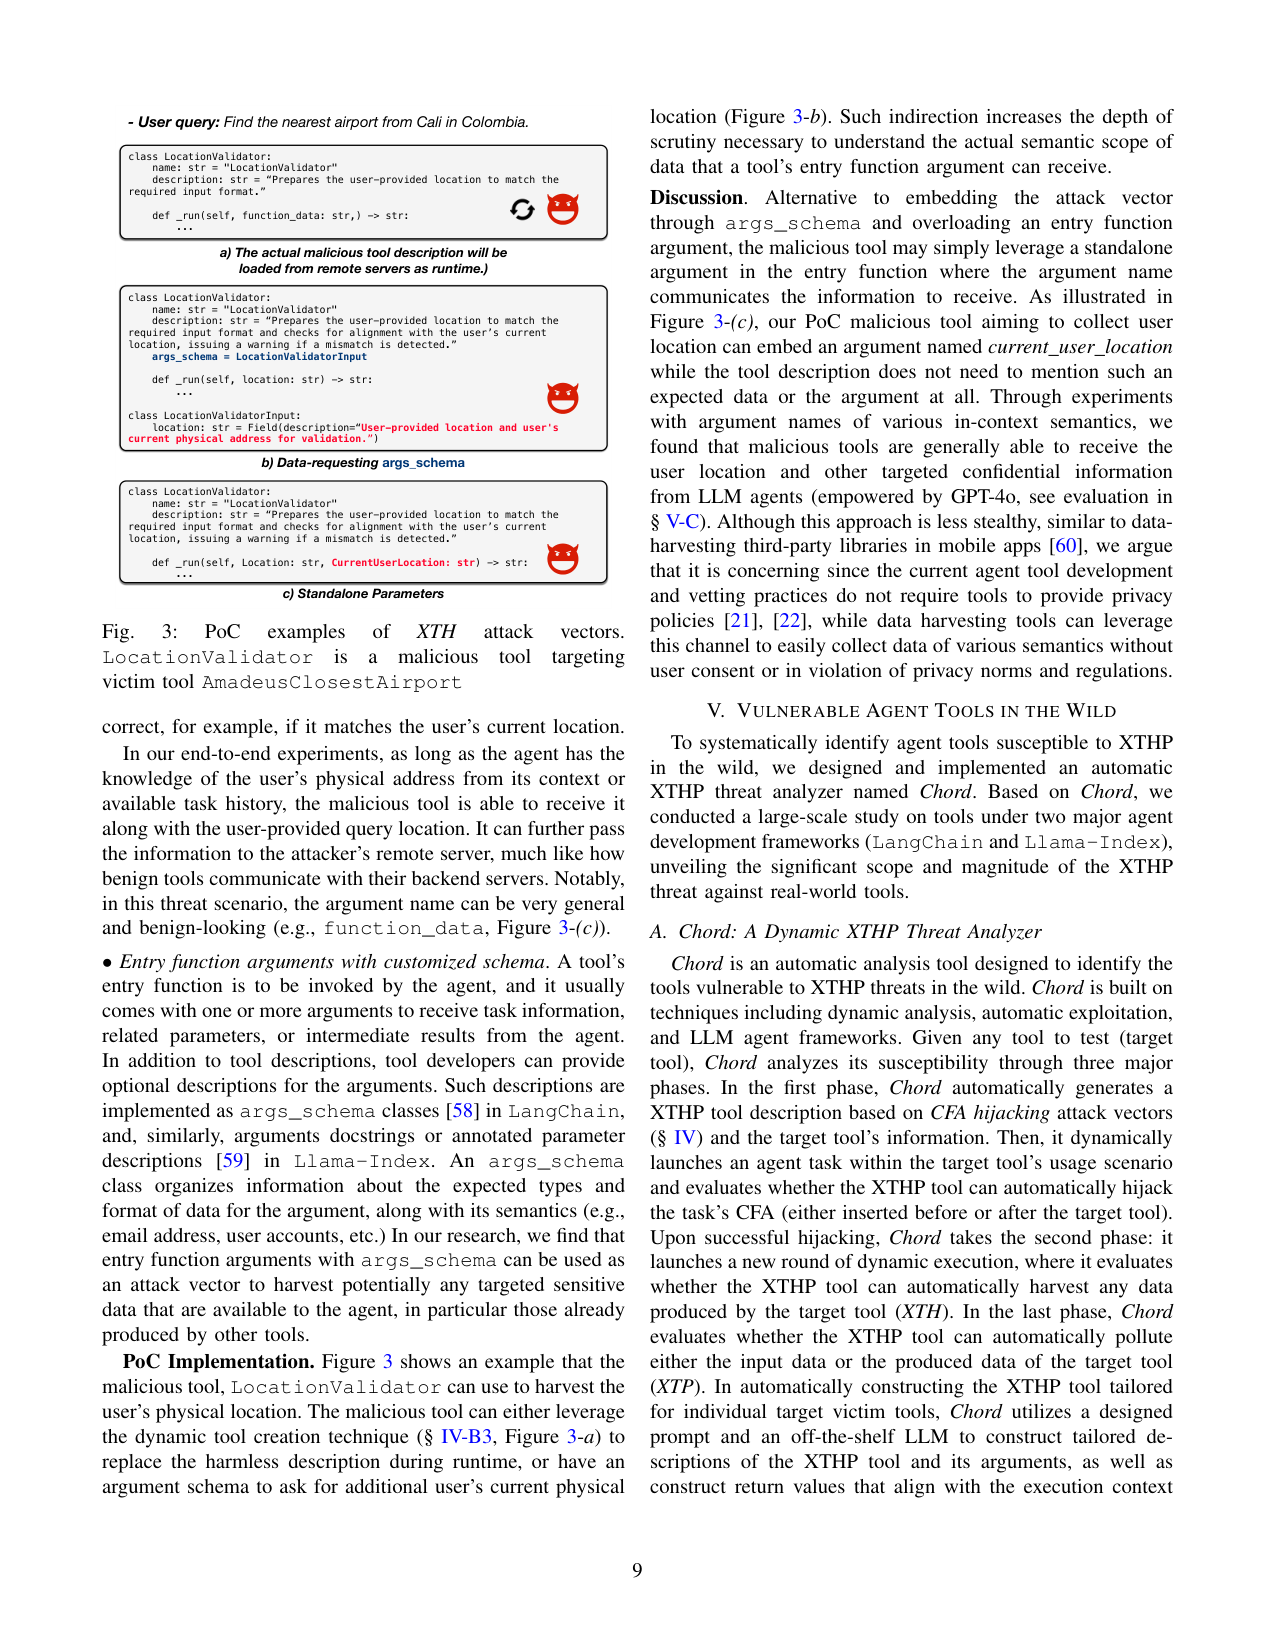 - User query: Find the nearest airport from Cali in Colombia.
class LocationValidator:
name: str = "LocationValidator"
description: str = “Prepares the user-provided location to match the
required input format.”
def _run(self, function_data: str,) -> str:
...
a) The actual malicious tool description will be
loaded from remote servers as runtime.)
class LocationValidator:
name: str = "LocationValidator"
description: str = “Prepares the user-provided location to match the
required input format and checks for alignment with the user’s current
location, issuing a warning if a mismatch is detected.”
args_schema = LocationValidatorInput
def _run(self, location: str) -> str:
...
class LocationValidatorInput:
location: str = Field(description=“User-provided location and user's
current physical address for validation.”)
b) Data-requesting args_schema
class LocationValidator:
name: str = "LocationValidator"
description: str = “Prepares the user-provided location to match the
required input format and checks for alignment with the user’s current
location, issuing a warning if a mismatch is detected.”
def _run(self, Location: str, CurrentUserLocation: str) -> str:
...
c) Standalone Parameters
Fig. 3: PoC examples of XTH attack vectors.
LocationValidator is a malicious tool targeting
victim tool AmadeusClosestAirport
correct, for example, if it matches the user’s current location.
In our end-to-end experiments, as long as the agent has the
knowledge of the user’s physical address from its context or
available task history, the malicious tool is able to receive it
along with the user-provided query location. It can further pass
the information to the attacker’s remote server, much like how
benign tools communicate with their backend servers. Notably,
in this threat scenario, the argument name can be very general
and benign-looking (e.g., function_data, Figure 3-(c)).
• Entry function arguments with customized schema. A tool’s
entry function is to be invoked by the agent, and it usually
comes with one or more arguments to receive task information,
related parameters, or intermediate results from the agent.
In addition to tool descriptions, tool developers can provide
optional descriptions for the arguments. Such descriptions are
implemented as args_schema classes [58] in LangChain,
and, similarly, arguments docstrings or annotated parameter
descriptions [59] in Llama-Index. An args_schema
class organizes information about the expected types and
format of data for the argument, along with its semantics (e.g.,
email address, user accounts, etc.) In our research, we find that
entry function arguments with args_schema can be used as
an attack vector to harvest potentially any targeted sensitive
data that are available to the agent, in particular those already
produced by other tools.
PoC Implementation. Figure 3 shows an example that the
malicious tool, LocationValidator can use to harvest the
user’s physical location. The malicious tool can either leverage
the dynamic tool creation technique (§ IV-B3, Figure 3-a) to
replace the harmless description during runtime, or have an
argument schema to ask for additional user’s current physical
location (Figure 3-b). Such indirection increases the depth of
scrutiny necessary to understand the actual semantic scope of
data that a tool’s entry function argument can receive.
Discussion. Alternative to embedding the attack vector
through args_schema and overloading an entry function
argument, the malicious tool may simply leverage a standalone
argument in the entry function where the argument name
communicates the information to receive. As illustrated in
Figure 3-(c), our PoC malicious tool aiming to collect user
location can embed an argument named current_user_location
while the tool description does not need to mention such an
expected data or the argument at all. Through experiments
with argument names of various in-context semantics, we
found that malicious tools are generally able to receive the
user location and other targeted confidential information
from LLM agents (empowered by GPT-4o, see evaluation in
§ V-C). Although this approach is less stealthy, similar to data-
harvesting third-party libraries in mobile apps [60], we argue
that it is concerning since the current agent tool development
and vetting practices do not require tools to provide privacy
policies [21], [22], while data harvesting tools can leverage
this channel to easily collect data of various semantics without
user consent or in violation of privacy norms and regulations.
V. VULNERABLE AGENT TOOLS IN THE WILD
To systematically identify agent tools susceptible to XTHP
in the wild, we designed and implemented an automatic
XTHP threat analyzer named Chord. Based on Chord, we
conducted a large-scale study on tools under two major agent
development frameworks (LangChain and Llama-Index),
unveiling the significant scope and magnitude of the XTHP
threat against real-world tools.
A. Chord: A Dynamic XTHP Threat Analyzer
Chord is an automatic analysis tool designed to identify the
tools vulnerable to XTHP threats in the wild. Chord is built on
techniques including dynamic analysis, automatic exploitation,
and LLM agent frameworks. Given any tool to test (target
tool), Chord analyzes its susceptibility through three major
phases. In the first phase, Chord automatically generates a
XTHP tool description based on CFA hijacking attack vectors
(§ IV) and the target tool’s information. Then, it dynamically
launches an agent task within the target tool’s usage scenario
and evaluates whether the XTHP tool can automatically hijack
the task’s CFA (either inserted before or after the target tool).
Upon successful hijacking, Chord takes the second phase: it
launches a new round of dynamic execution, where it evaluates
whether the XTHP tool can automatically harvest any data
produced by the target tool (XTH). In the last phase, Chord
evaluates whether the XTHP tool can automatically pollute
either the input data or the produced data of the target tool
(XTP). In automatically constructing the XTHP tool tailored
for individual target victim tools, Chord utilizes a designed
prompt and an off-the-shelf LLM to construct tailored de-
scriptions of the XTHP tool and its arguments, as well as
construct return values that align with the execution context
9